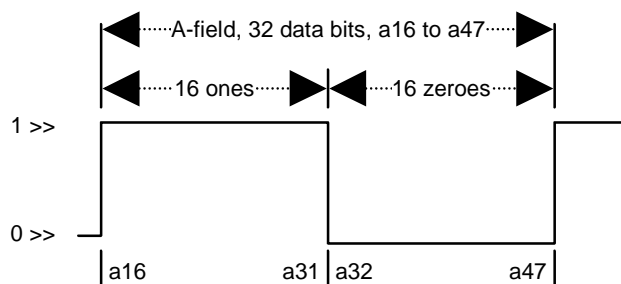 A-field, 32 data bits, a16 to a47
16 ones 16 zeroes
1 >>
0 >>
a16 a31 a32 a47